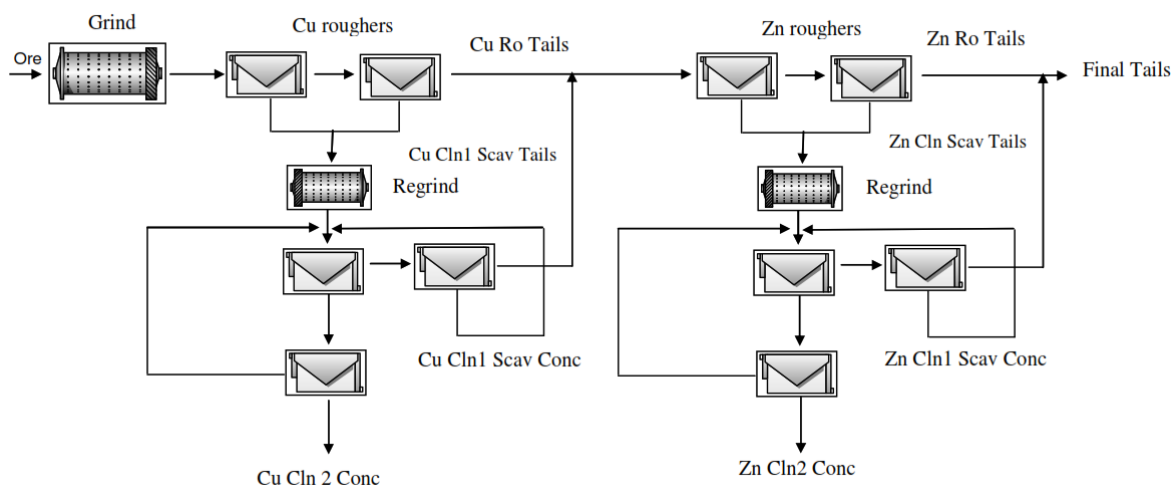 Grind
Cu roughers
Cu Ro Tails
Zn roughers
Zn Ro Tails
Ore
Final Tails
Cu Cln1 Scav Tails
Zn Cln Scav Tails
Regrind
Regrind
Cu Cln1 Scav Conc
Zn Cln1 Scav Conc
Cu Cln 2 Conc
Zn Cln2 Conc